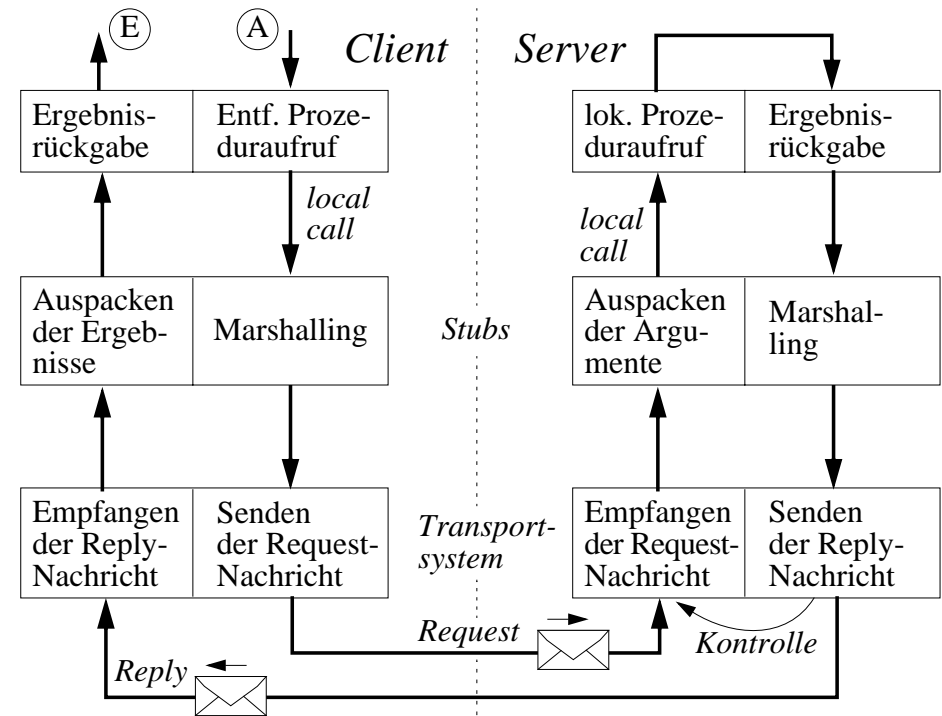 E
A
Client
Server
Ergebnis-
rückgabe
Entf. Proze-
duraufruf
lok. Proze-
duraufruf
Ergebnis-
rückgabe
local
call
local
call
Auspacken
der Ergeb-
nisse
Marshalling
Stubs
Auspacken
der Argu-
mente
Marshal-
ling
Empfangen
der Reply-
Nachricht
Senden
der Request-
Nachricht
Transport-
system
Empfangen
der Request-
Nachricht
Senden
der Reply-
Nachricht
Request
Kontrolle
Reply